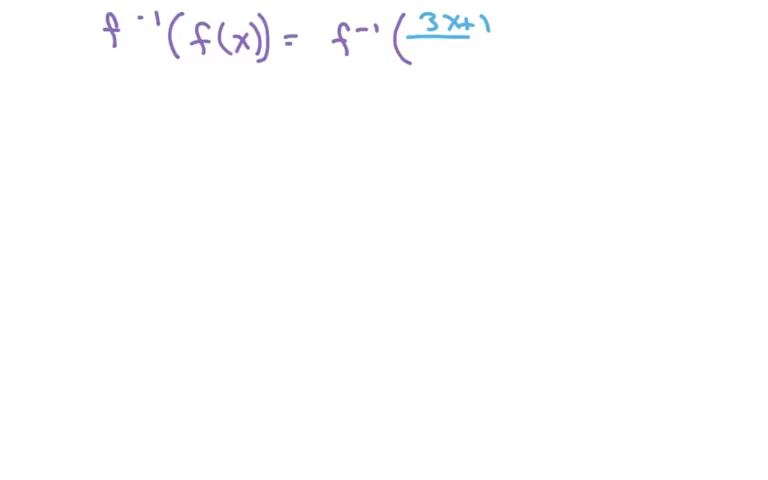 f⁻¹(f(x)) = f⁻¹( 3x+1